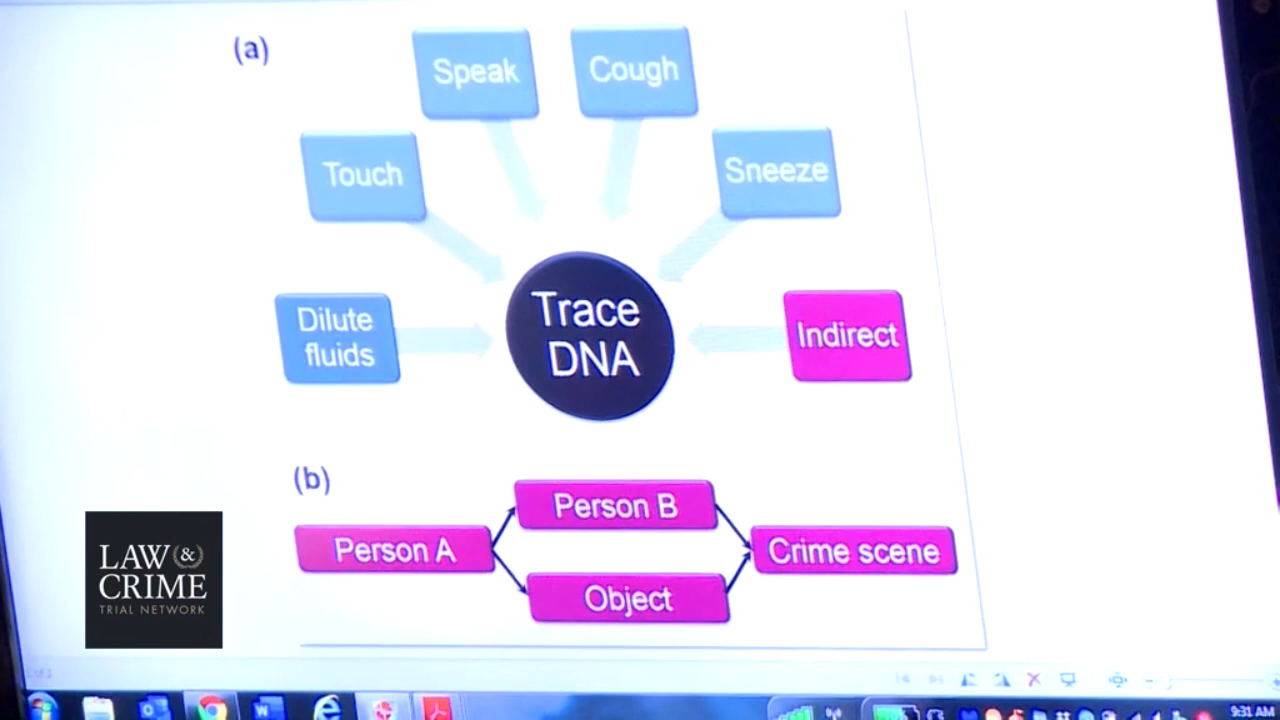 (a)
Speak
Cough
Touch
Sneeze
Dilute
fluids
Trace
DNA
Indirect
(b)
Person A
Person B
Object
Crime scene
LAW &
CRIME
TRIAL NETWORK
9:31 AM